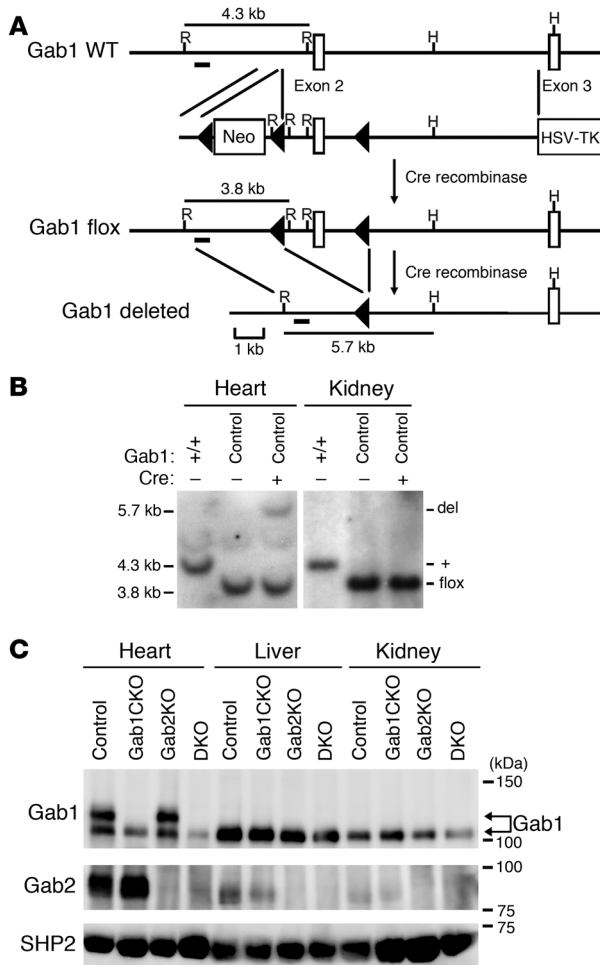 A
4.3 kb
R R H H
Gab1 WT
Exon 2 Exon 3
R R R H
Neo HSV-TK
Cre recombinase
3.8 kb
R R R H H
Gab1 flox
Cre recombinase
R H H
Gab1 deleted
1 kb 5.7 kb
B
Heart Kidney
Gab1: +/+ Control Control +/+ Control Control
Cre: – – + – – +
5.7 kb – – del
4.3 kb – – +
3.8 kb – – flox
C
Heart Liver Kidney
Control Gab1CKO Gab2KO DKO Control Gab1CKO Gab2KO DKO Control Gab1CKO Gab2KO DKO
(kDa)
150
Gab1 Gab1
100
100
Gab2
75
75
SHP2